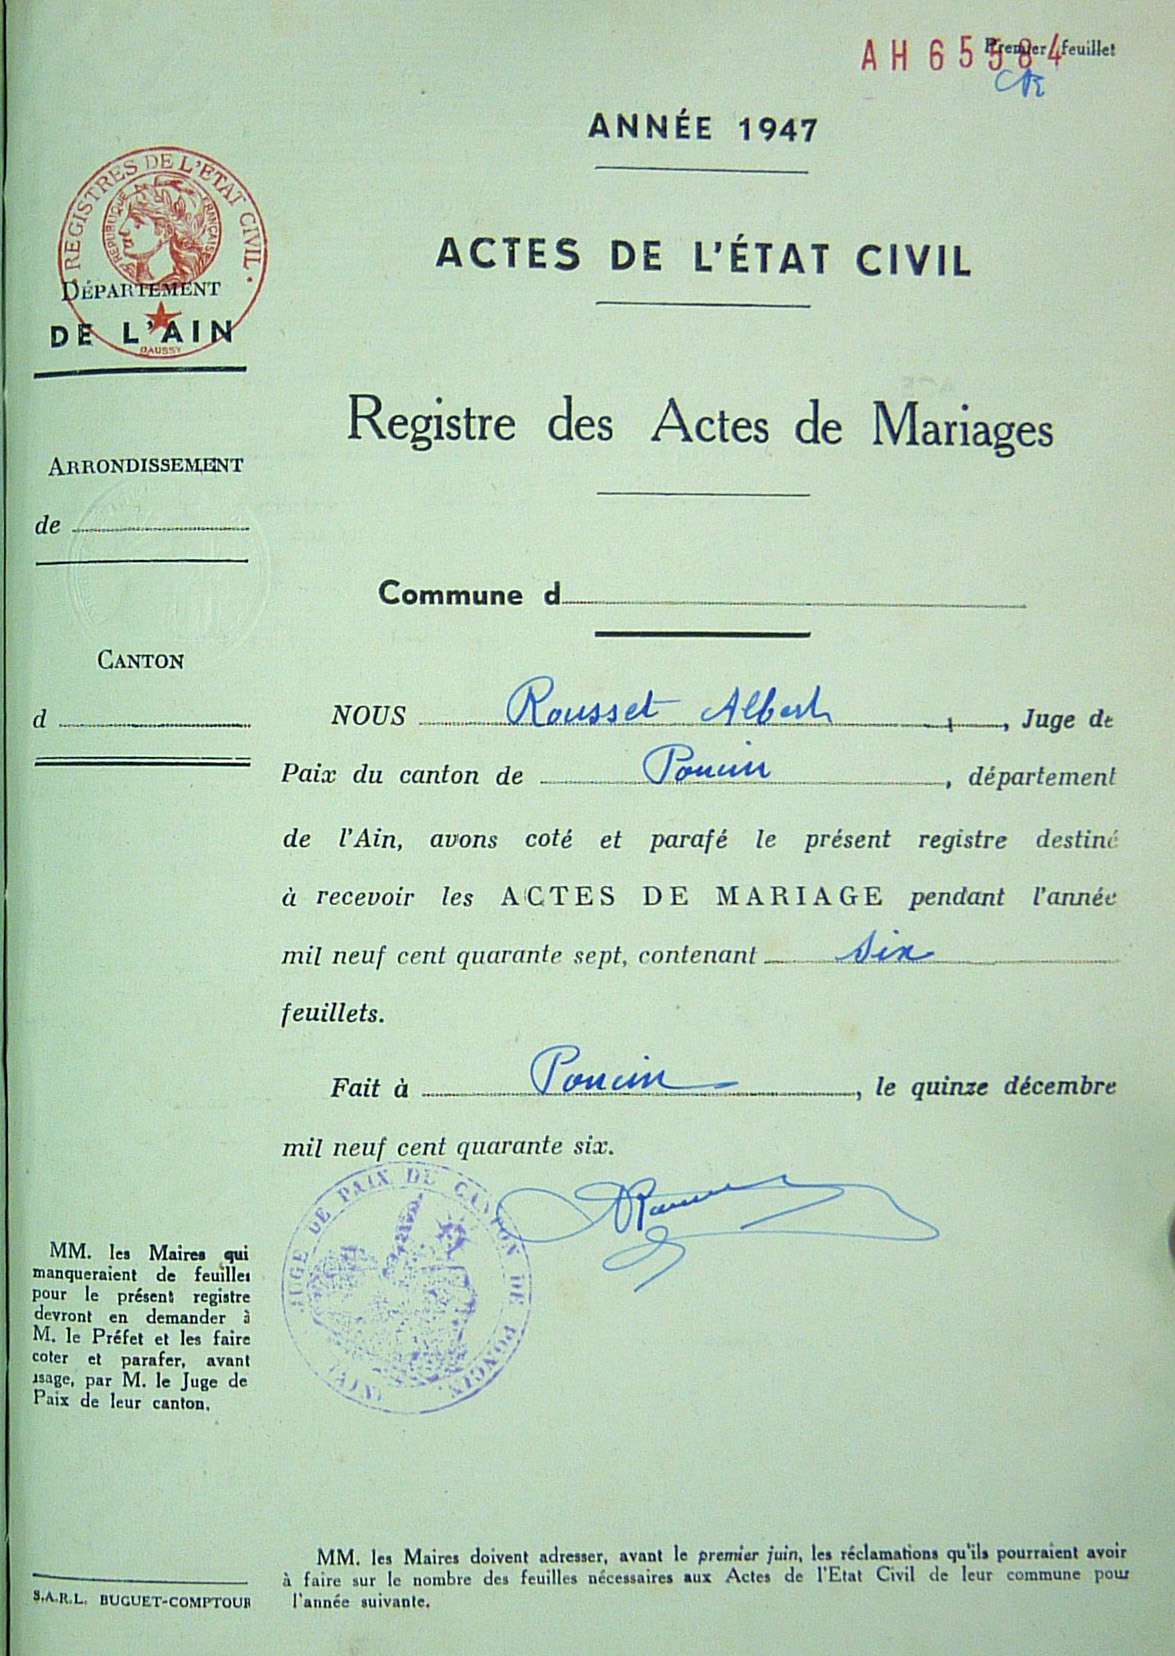 AH 65584
Premier feuillet
ANNÉE 1947
REGISTRES DE L'ÉTAT CIVIL
RÉPUBLIQUE FRANÇAISE
DAUSSY
DÉPARTEMENT
DE L'AIN
ACTES DE L'ÉTAT CIVIL
Registre des Actes de Mariages
ARRONDISSEMENT
de
Commune d
CANTON
d
NOUS Rousset Albert, Juge de
Paix du canton de Poncin, département
de l'Ain, avons coté et parafé le présent registre destiné
à recevoir les ACTES DE MARIAGE pendant l'année
mil neuf cent quarante sept, contenant six
feuillets.
Fait à Poncin, le quinze décembre
mil neuf cent quarante six.
JUGE DE PAIX DE CANTON DE PONCIN (AIN)
MM. les Maires qui
manqueraient de feuilles
pour le présent registre
devront en demander à
M. le Préfet et les faire
coter et parafer, avant
usage, par M. le Juge de
Paix de leur canton.
S.A.R.L. BUGUET-COMPTOUR
MM. les Maires doivent adresser, avant le premier juin, les réclamations qu'ils pourraient avoir
à faire sur le nombre des feuilles nécessaires aux Actes de l'Etat Civil de leur commune pour
l'année suivante.